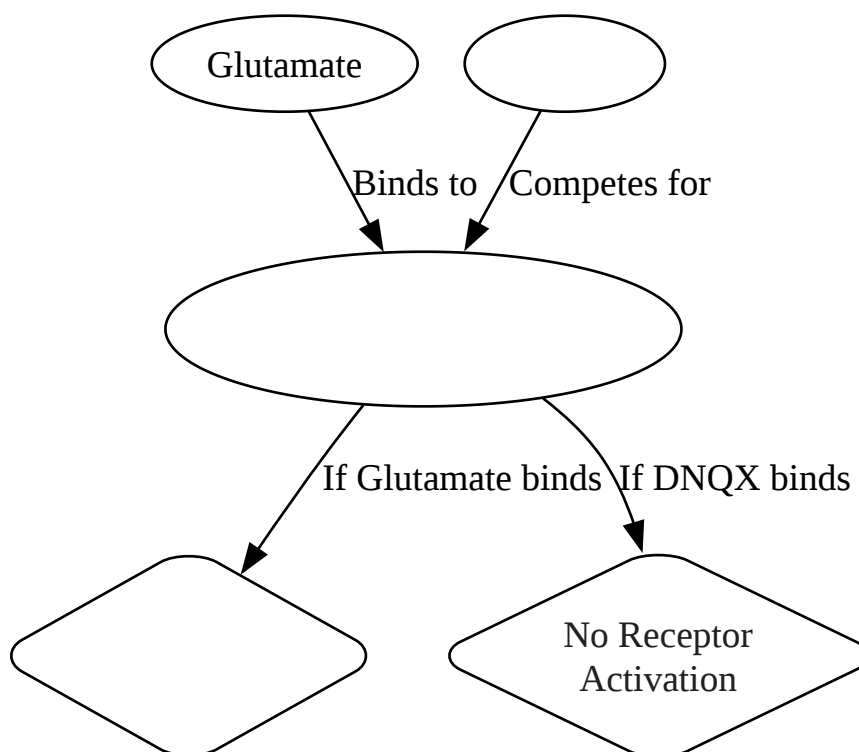 Glutamate
Binds to
Competes for
If Glutamate binds
If DNQX binds
No Receptor
Activation